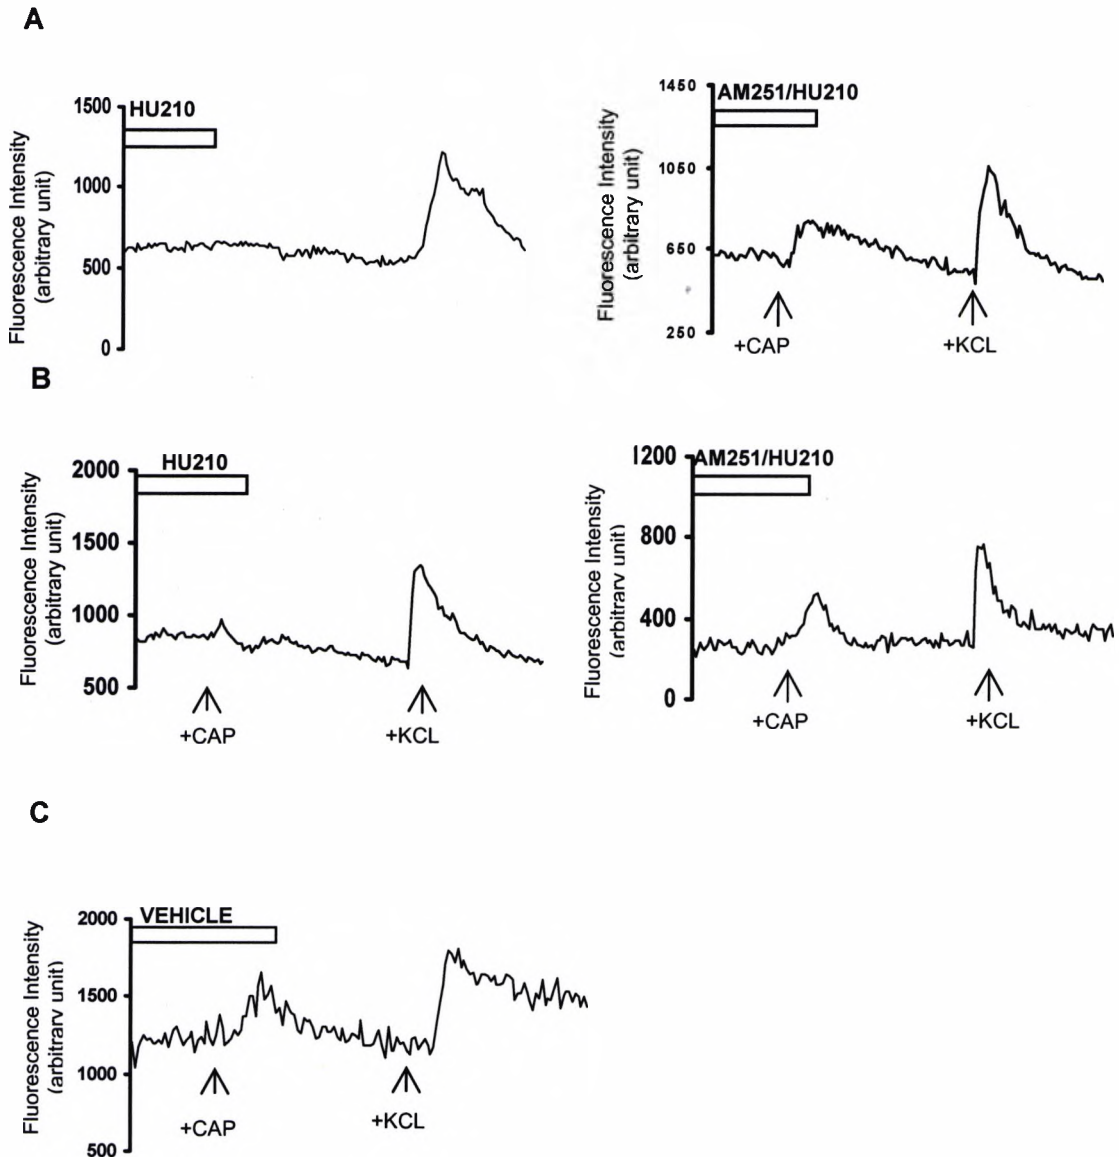 A
HU210
1500
1000
500
0
Fluorescence Intensity
(arbitrary unit)
AM251/HU210
1450
1050
650
250
Fluorescence Intensity
(arbitrary unit)
+CAP
+KCL
B
HU210
2000
1500
1000
500
Fluorescence Intensity
(arbitrary unit)
+CAP
+KCL
AM251/HU210
1200
800
400
0
Fluorescence Intensity
(arbitrary unit)
+CAP
+KCL
C
VEHICLE
2000
1500
1000
500
Fluorescence Intensity
(arbitrary unit)
+CAP
+KCL